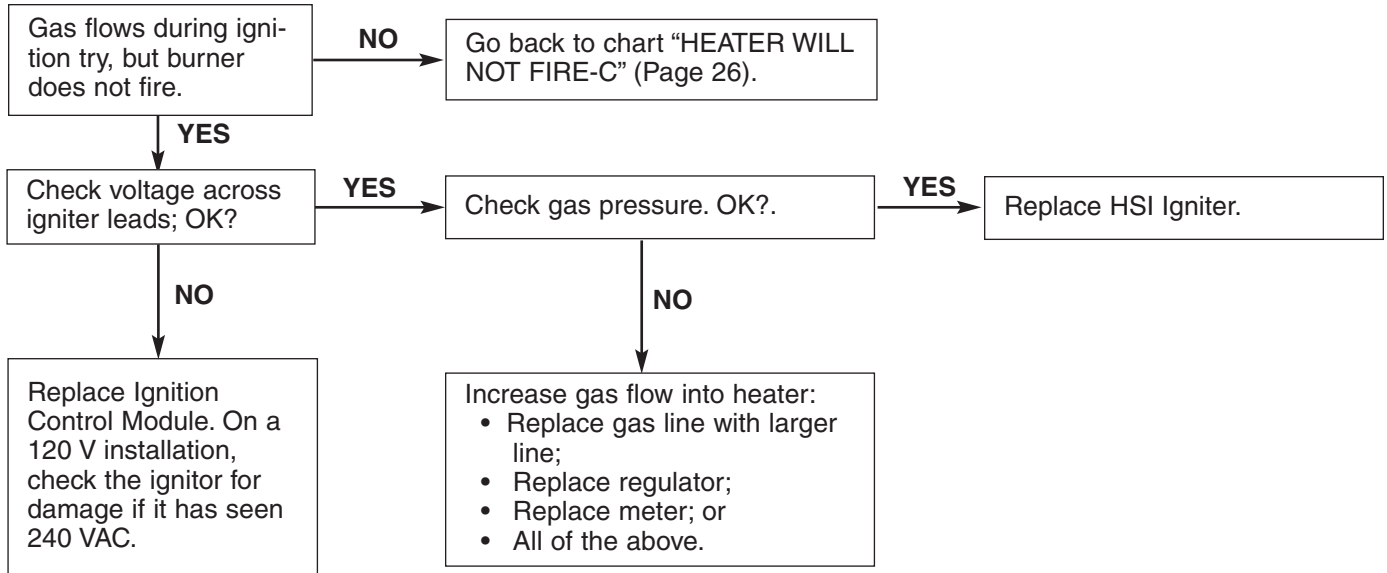 Gas flows during igni-
tion try, but burner
does not fire.
NO
Go back to chart “HEATER WILL
NOT FIRE-C” (Page 26).
YES
Check voltage across
igniter leads; OK?
YES
Check gas pressure. OK?.
YES
Replace HSI Igniter.
NO
NO
Replace Ignition
Control Module. On a
120 V installation,
check the ignitor for
damage if it has seen
240 VAC.
Increase gas flow into heater:
• Replace gas line with larger
line;
• Replace regulator;
• Replace meter; or
• All of the above.